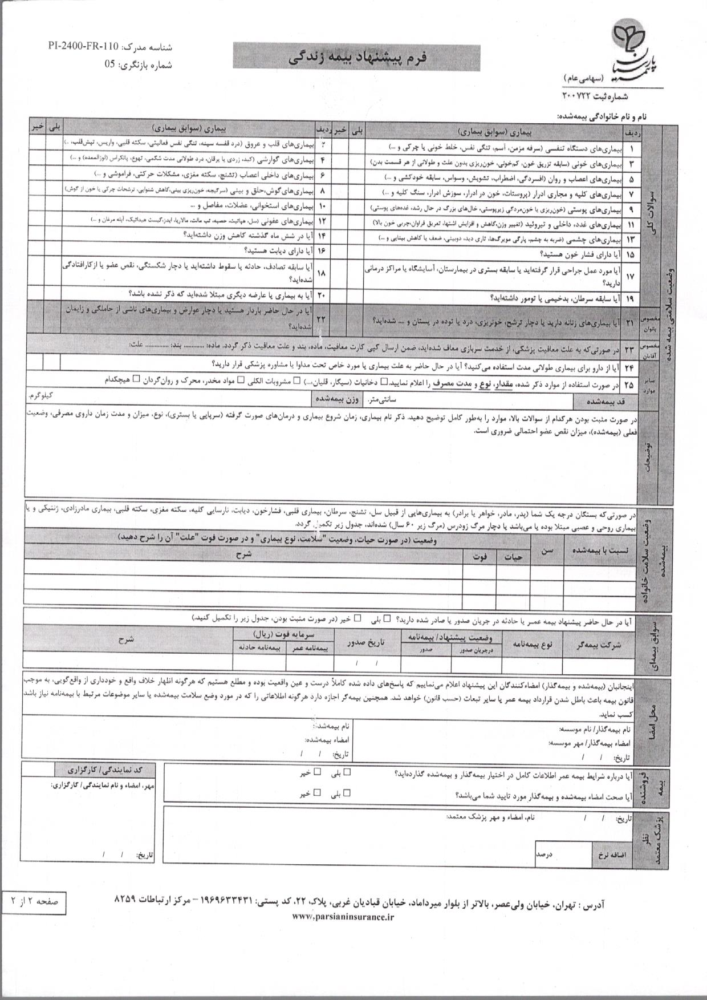 بیمه پارسیان
(سهامی عام)
شماره ثبت ۲۰۰۷۲۲
فرم پیشنهاد بیمه زندگی
شناسه مدرک: PI-2400-FR-110
شماره بازنگری: 05
نام و نام خانوادگی بیمه‌شده:
وضعیت سلامتی بیمه شده
سوالات کلی
ردیف بیماری (سوابق بیماری) بلی خیر ردیف بیماری (سوابق بیماری) بلی خیر
۱ بیماری‌های دستگاه تنفسی (سرفه مزمن، آسم، تنگی نفس، خلط خونی یا چرکی و ...) ۲ بیماری‌های قلب و عروق (درد قفسه سینه، تنگی نفس فعالیتی، سکته قلبی، واریس، تپش‌قلب، ..)
۳ بیماری‌های خونی (سابقه تزریق خون، کم‌خونی، خون‌ریزی بدون علت و طولانی از هر قسمت بدن) ۴ بیماری‌های گوارشی (کبد، زردی یا یرقان، درد طولانی مدت شکمی، تهوع، پانکراس (لوزالمعده) و ...)
۵ بیماری‌های اعصاب و روان (افسردگی، اضطراب، تشویش، وسواس، سابقه خودکشی و ...) ۶ بیماری‌های داخلی اعصاب (تشنج، سکته مغزی، مشکلات حرکتی، فراموشی و ...)
۷ بیماری‌های کلیه و مجاری ادرار (پروستات، خون در ادرار، سوزش ادرار، سنگ کلیه و ...) ۸ بیماری‌های گوش، حلق و بینی (سرگیجه، خون‌ریزی بینی، کاهش شنوایی، ترشحات چرکی یا خون از گوش)
۹ بیماری‌های پوستی (خون‌ریزی یا خون‌مردگی زیرپوستی، خال‌های بزرگ در حال رشد، غده‌های پوستی) ۱۰ بیماری‌های استخوانی، عضلات، مفاصل و ...
۱۱ بیماری‌های غدد، داخلی و تیروئید (تغییر وزن،کاهش و افزایش اشتها، تعریق فراوان،چربی خون بالا) ۱۲ بیماری‌های عفونی (سل، هپاتیت، حصبه، تب مالت، مالاریا، ایدز،کیست هیداتیک، آبله مرغان و ...)
۱۳ بیماری‌های چشمی (ضربه به چشم، پارگی مویرگ‌ها، تاری دید، دوبینی، ضعف یا کاهش بینایی و ...) ۱۴ آیا در شش ماه گذشته کاهش وزن داشته‌اید؟
۱۵ آیا دارای فشار خون هستید؟ ۱۶ آیا دارای دیابت هستید؟
۱۷ آیا مورد عمل جراحی قرار گرفته‌اید یا سابقه بستری در بیمارستان، آسایشگاه یا مراکز درمانی دارید؟ ۱۸ آیا سابقه تصادف، حادثه یا سقوط داشته‌اید یا دچار شکستگی، نقص عضو یا ازکارافتادگی شده‌اید؟
۱۹ آیا سابقه سرطان، بدخیمی یا تومور داشته‌اید؟ ۲۰ آیا به بیماری یا عارضه دیگری مبتلا شده‌اید که ذکر نشده باشد؟
مخصوص بانوان ۲۱ آیا بیماری‌های زنانه دارید یا دچار ترشح، خونریزی، درد یا توده در پستان و .... شده‌اید؟ ۲۲ آیا در حال حاضر باردار هستید یا دچار عوارض و بیماری‌های ناشی از حاملگی و زایمان شده‌اید؟
مخصوص آقایان ۲۳ در صورتی‌که به علت معافیت پزشکی، از خدمت سربازی معاف شده‌اید، ضمن ارسال کپی کارت معافیت، ماده، بند و علت معافیت ذکر گردد. ماده: ............ بند: .............. علت:
سایر موارد ۲۴ آیا از دارو برای بیماری طولانی مدت استفاده می‌کنید؟ آیا در حال حاضر به علت بیماری یا مورد خاص تحت مداوا یا مشاوره پزشکی قرار دارید؟
۲۵ در صورت استفاده از موارد ذکر شده، مقدار، نوع و مدت مصرف را اعلام نمایید. □ دخانیات (سیگار، قلیان،...) □ مشروبات الکلی □ مواد مخدر، محرک و روان‌گردان □ هیچکدام
قد بیمه‌شده سانتی‌متر. وزن بیمه‌شده کیلوگرم.
توضیحات
در صورت مثبت بودن هرکدام از سوالات بالا، موارد را به‌طور کامل توضیح دهید. ذکر نام بیماری، زمان شروع بیماری و درمان‌های صورت گرفته (سرپایی یا بستری)، نوع، میزان و مدت زمان داروی مصرفی، وضعیت
فعلی (بیمه‌شده)، میزان نقص عضو احتمالی ضروری است.
وضعیت سلامت خانواده بیمه‌شده
در صورتی‌که بستگان درجه یک شما (پدر، مادر، خواهر یا برادر) به بیماری‌هایی از قبیل سل، تشنج، سرطان، بیماری قلبی، فشارخون، دیابت، نارسایی کلیه، سکته مغزی، سکته قلبی، بیماری مادرزادی، ژنتیکی و یا
بیماری روحی و عصبی مبتلا بوده یا می‌باشد یا دچار مرگ زودرس (مرگ زیر ۶۰ سال) شده‌اند، جدول زیر تکمیل گردد.
نسبت با بیمه‌شده سن وضعیت (در صورت حیات، وضعیت "سلامت، نوع بیماری" و در صورت فوت "علت" آن را شرح دهید)
حیات فوت شرح
سوابق بیمه‌ای
آیا در حال حاضر پیشنهاد بیمه عمر یا حادثه در جریان صدور یا صادر شده دارید؟ □ بلی □ خیر (در صورت مثبت بودن، جدول زیر را تکمیل کنید.)
شرکت بیمه‌گر نوع بیمه‌نامه وضعیت پیشنهاد/ بیمه‌نامه تاریخ صدور سرمایه فوت (ریال) شرح
درجریان صدور صدور بیمه‌نامه عمر بیمه‌نامه حادثه
/ /
محل امضا
اینجانبان (بیمه‌شده و بیمه‌گذار) امضاءکنندگان این پیشنهاد اعلام می‌نماییم که پاسخ‌های داده شده کاملاً درست و عین واقعیت بوده و مطلع هستیم که هرگونه اظهار خلاف واقع و خودداری از واقع‌گویی، به موجب
قانون بیمه باعث باطل شدن قرارداد بیمه عمر یا سایر تبعات (حسب قانون) خواهد شد. همچنین بیمه‌گر اجازه دارد هرگونه اطلاعاتی را که در مورد وضع سلامت بیمه‌شده یا سایر موضوعات مرتبط با بیمه‌نامه نیاز باشد
کسب نماید.
نام بیمه‌گذار/ نام موسسه: نام بیمه‌شده:
امضاء بیمه‌گذار/ مهر موسسه: امضاء بیمه‌شده:
تاریخ: / / تاریخ: / /
فروشنده بیمه
آیا درباره شرایط بیمه عمر اطلاعات کامل در اختیار بیمه‌گذار و بیمه‌شده گذارده‌اید؟ □ بلی □ خیر
آیا صحت امضاء بیمه‌شده و بیمه‌گذار مورد تایید شما می‌باشد؟ □ بلی □ خیر
کد نمایندگی/ کارگزاری
مهر، امضاء و نام نمایندگی/ کارگزاری:
تاریخ: / /
نظر پزشک معتمد
تاریخ: / / نام، امضاء و مهر پزشک معتمد:
اضافه نرخ درصد
آدرس : تهران، خیابان ولی‌عصر، بالاتر از بلوار میرداماد، خیابان قبادیان غربی، پلاک ۲۲، کد پستی: ۱۹۶۹۶۳۳۴۳۱ – مرکز ارتباطات ۸۲۵۹
www.parsianinsurance.ir
صفحه ۲ از ۲